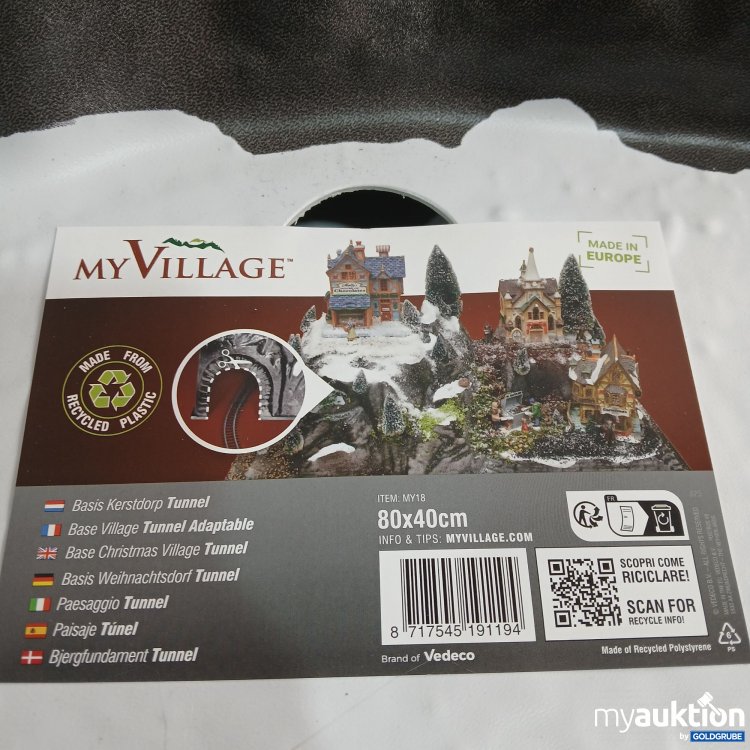 MYVILLAGE™
MADE IN
EUROPE
MADE FROM
RECYCLED PLASTIC
Basis Kerstdorp Tunnel
Base Village Tunnel Adaptable
Base Christmas Village Tunnel
Basis Weihnachtsdorf Tunnel
Paesaggio Tunnel
Paisaje Túnel
Bjergfundament Tunnel
ITEM: MY18
80x40cm
INFO & TIPS: MYVILLAGE.COM
8 717545 191194
Brand of Vedeco
FR
SCOPRI COME
RICICLARE!
SCAN FOR
RECYCLE INFO!
Made of Recycled Polystyrene
6
PS
myauktion
by GOLDGRUBE